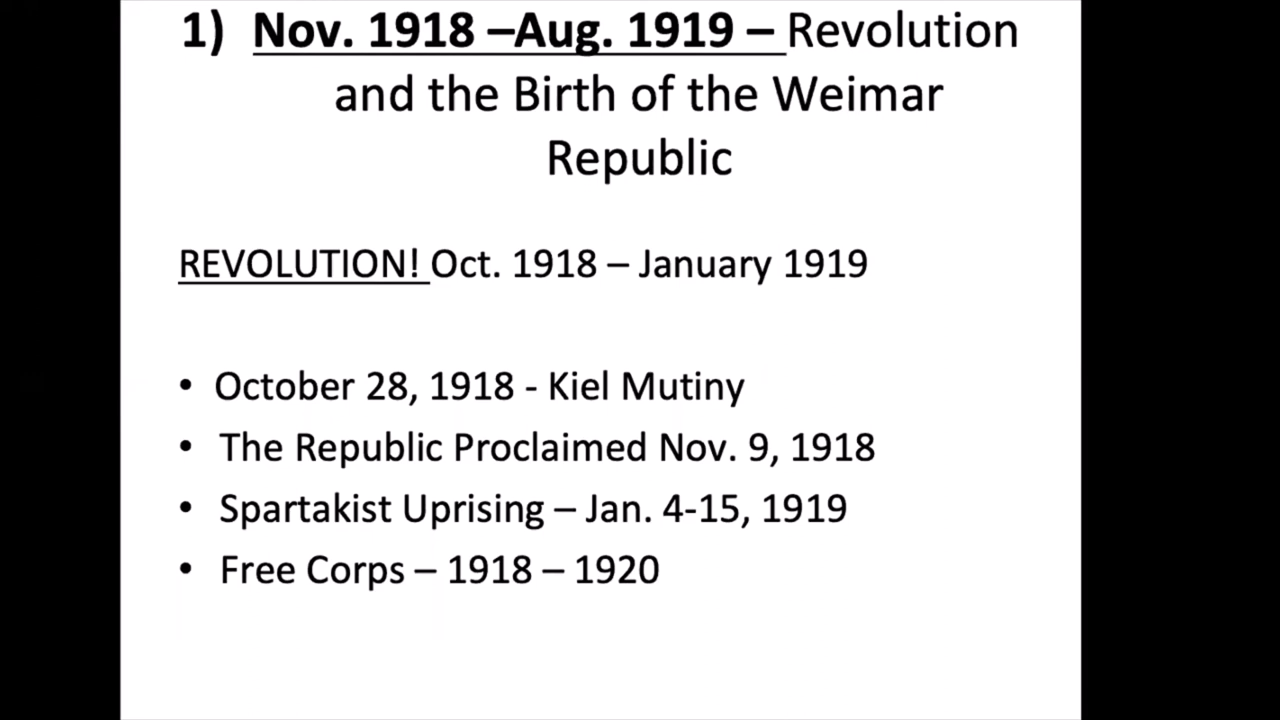 1) Nov. 1918 –Aug. 1919 – Revolution
and the Birth of the Weimar
Republic
REVOLUTION! Oct. 1918 – January 1919
• October 28, 1918 - Kiel Mutiny
• The Republic Proclaimed Nov. 9, 1918
• Spartakist Uprising – Jan. 4-15, 1919
• Free Corps – 1918 – 1920